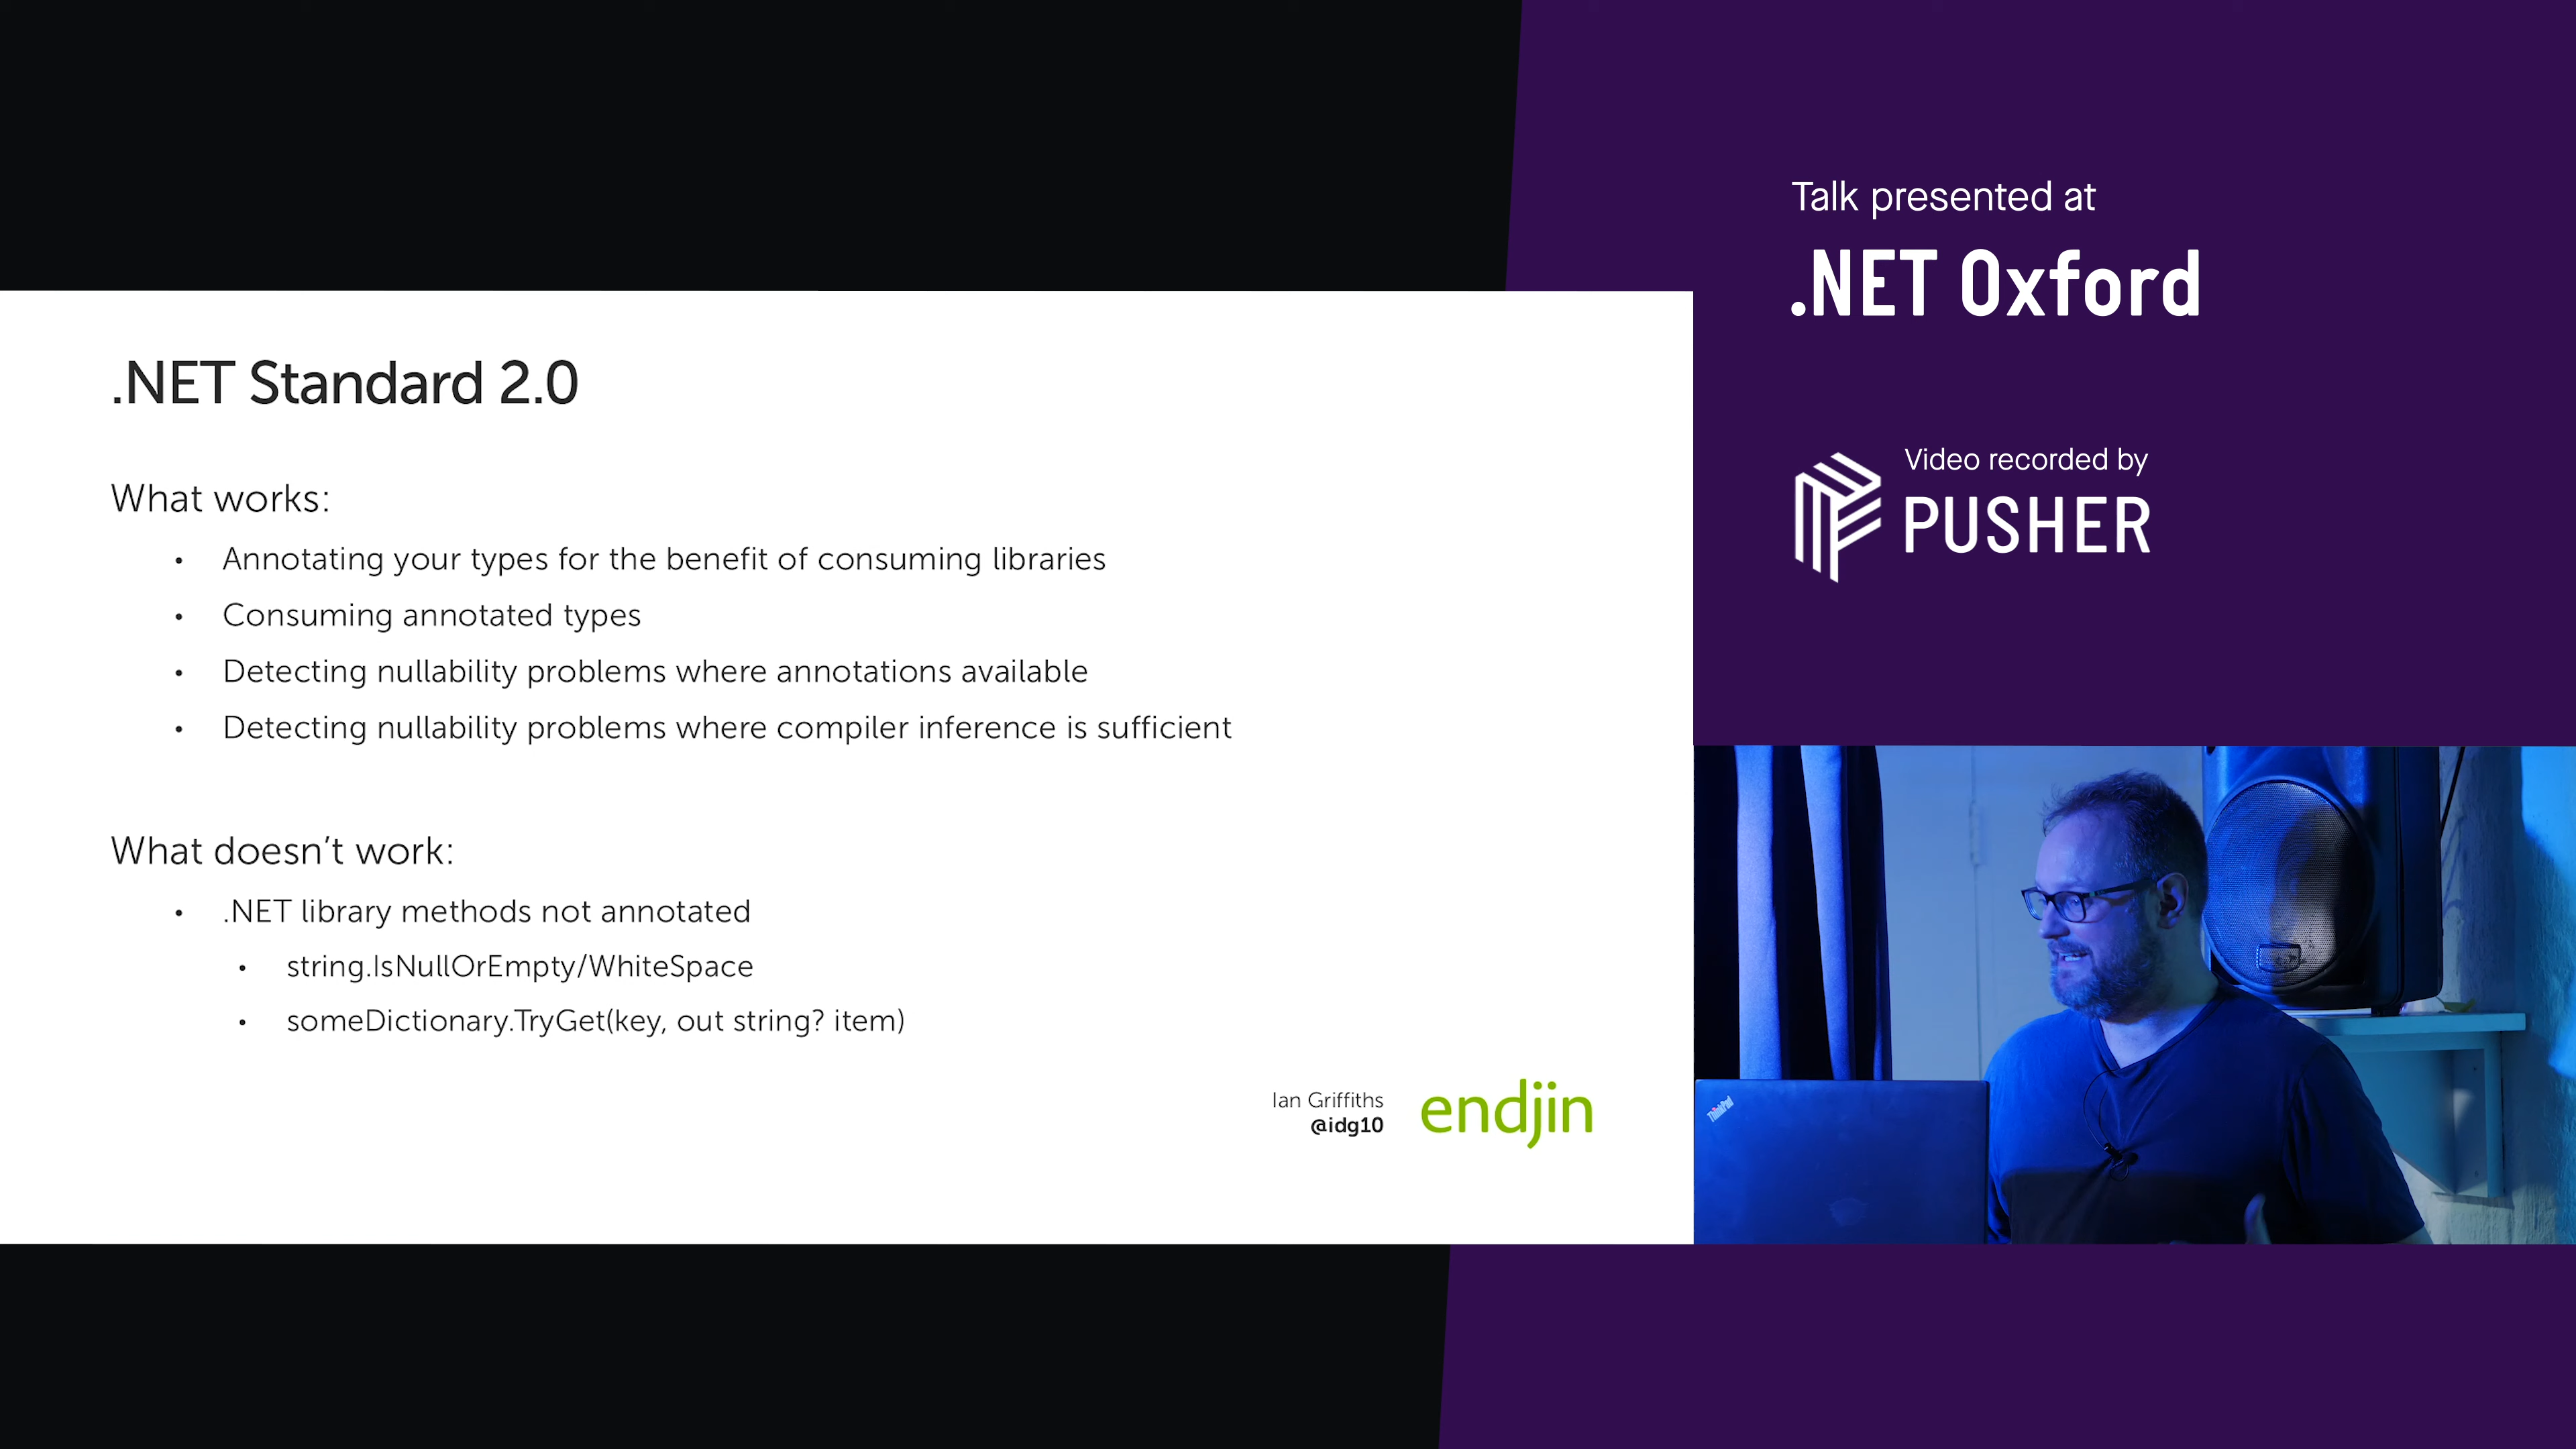 .NET Standard 2.0
What works:
• Annotating your types for the benefit of consuming libraries
• Consuming annotated types
• Detecting nullability problems where annotations available
• Detecting nullability problems where compiler inference is sufficient
What doesn’t work:
• .NET library methods not annotated
• string.IsNullOrEmpty/WhiteSpace
• someDictionary.TryGet(key, out string? item)
Ian Griffiths
@idg10
endjin
Talk presented at
.NET Oxford
Video recorded by
PUSHER
ThinkPad